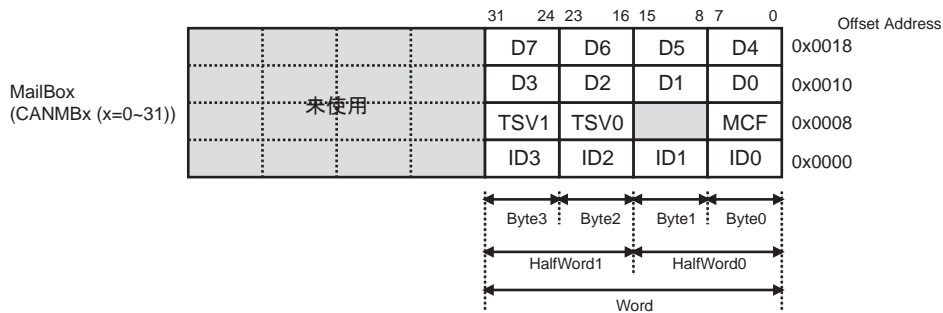 31 24 23 16 15 8 7 0 Offset Address
D7 D6 D5 D4 0x0018
D3 D2 D1 D0 0x0010
MailBox
(CANMBx (x=0~31))
未使用
TSV1 TSV0 MCF 0x0008
ID3 ID2 ID1 ID0 0x0000
Byte3 Byte2 Byte1 Byte0
HalfWord1 HalfWord0
Word